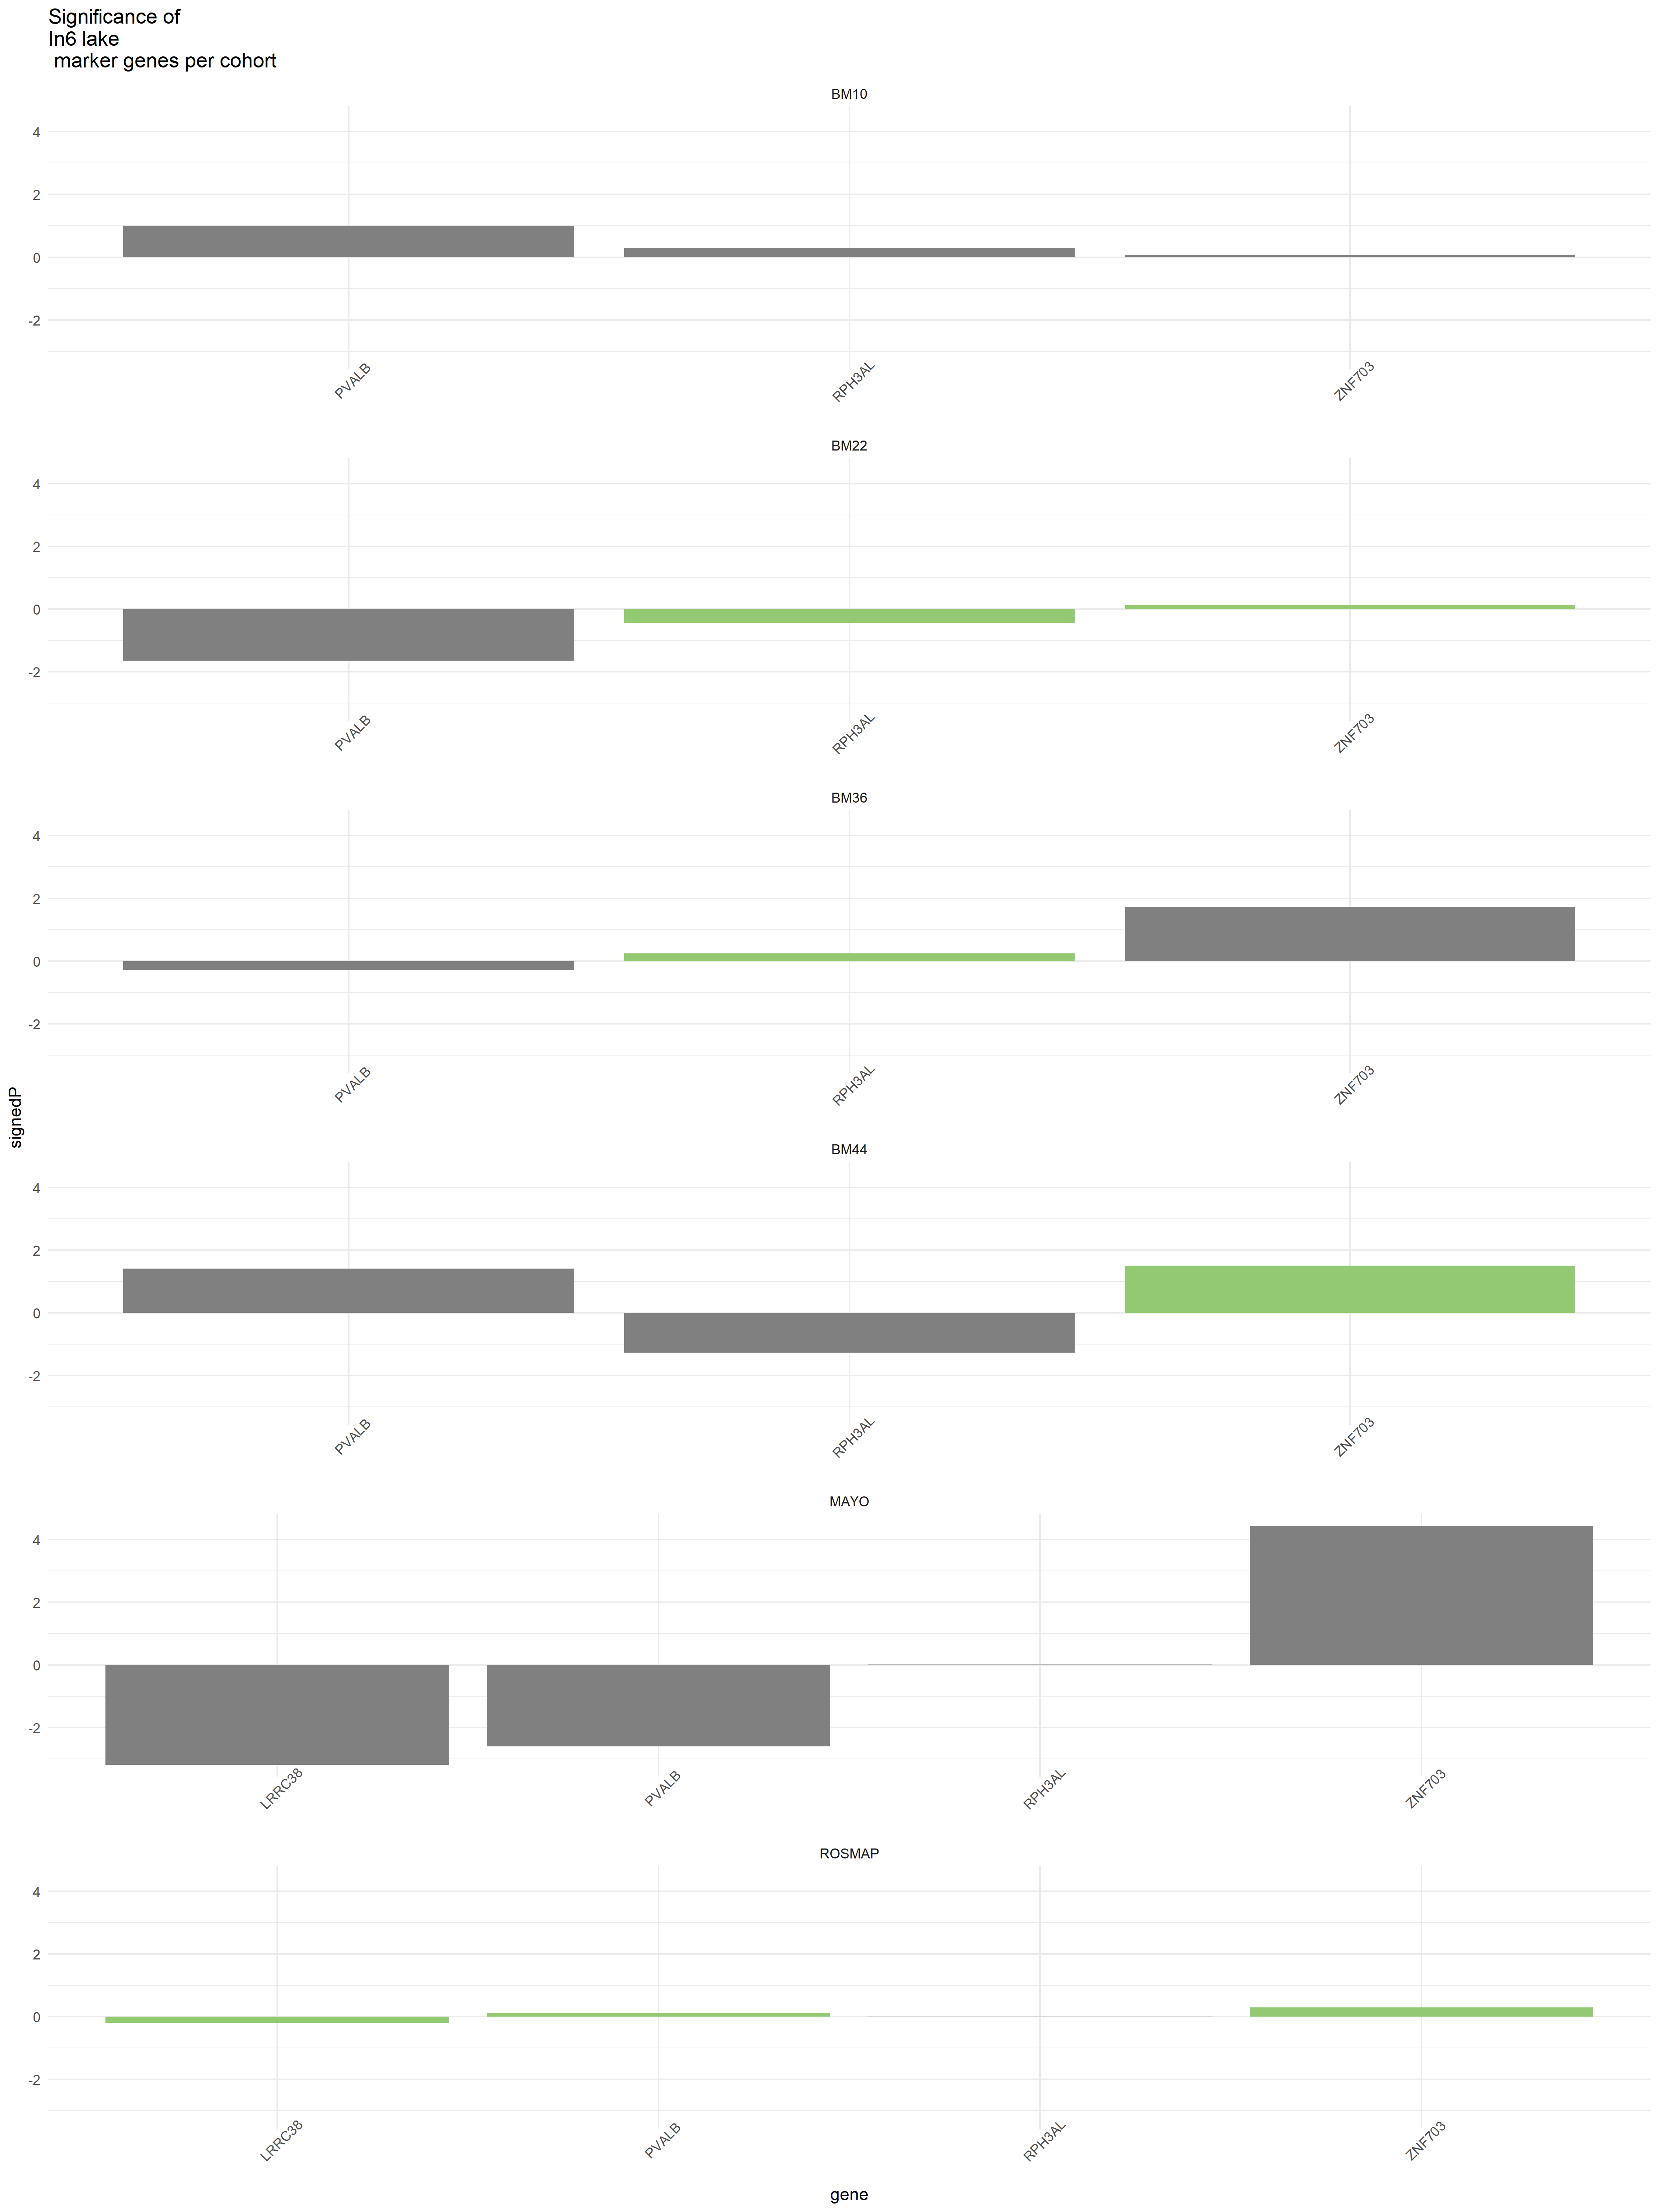 Significance of
In6 lake
marker genes per cohort
BM10
4
2
0
-2
PVALB
RPH3AL
ZNF703
BM22
4
2
0
-2
PVALB
RPH3AL
ZNF703
BM36
4
2
0
-2
PVALB
RPH3AL
ZNF703
signedP
BM44
4
2
0
-2
PVALB
RPH3AL
ZNF703
MAYO
4
2
0
-2
LRRC38
PVALB
RPH3AL
ZNF703
ROSMAP
4
2
0
-2
LRRC38
PVALB
RPH3AL
ZNF703
gene